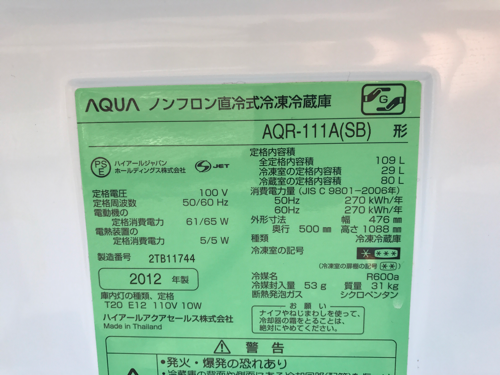 AQUA ノンフロン直冷式冷凍冷蔵庫
G
AQR-111A(SB) 形
PS E
ハイアールジャパン
ホールディングス株式会社
S JET
定格電圧 100 V
定格周波数 50/60 Hz
電動機の
定格消費電力 61/65 W
電熱装置の
定格消費電力 5/5 W
製造番号 2TB11744
2012 年製
庫内灯の種類、定格
T20 E12 110V 10W
ハイアールアクアセールス株式会社
Made in Thailand
定格内容積
全定格内容積 109 L
冷凍室の定格内容積 29 L
冷蔵室の定格内容積 80 L
消費電力量(JIS C 9801-2006年)
50Hz 270 kWh/年
60Hz 270 kWh/年
外形寸法 幅 476 mm
奥行 500 mm 高さ 1088 mm
種類 冷凍冷蔵庫
冷凍室の記号
(冷凍室の扉棚の記号)
冷媒名 R600a
冷媒封入量 53 g 質量 31 kg
断熱発泡ガス シクロペンタン
お願い
ナイフやねじまわしを使って、
冷却器の霜をとることは、
絶対にやめてください。
警告
・発火・爆発の恐れあり